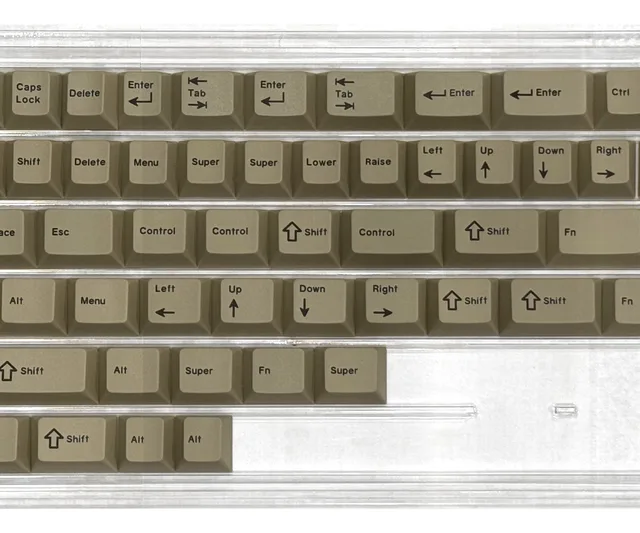 Caps Lock Delete Enter Tab Enter Tab Enter Enter Ctrl
Shift Delete Menu Super Super Lower Raise Left Up Down Right
ace Esc Control Control Shift Control Shift Fn
Alt Menu Left Up Down Right Shift Shift Fn
Shift Alt Super Fn Super
Shift Alt Alt